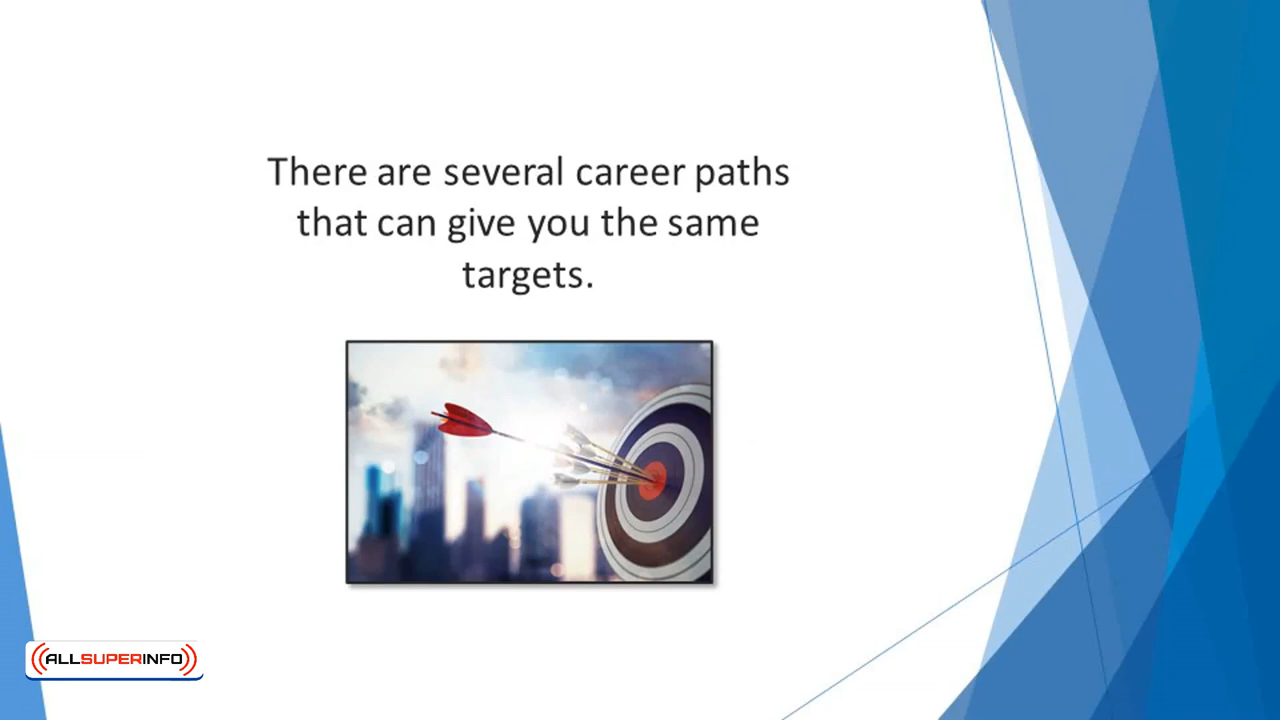 There are several career paths
that can give you the same
targets.
ALLSUPERINFO